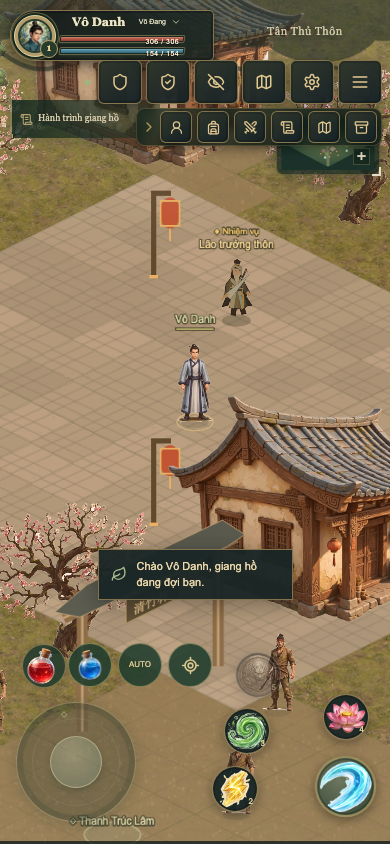 Vô Danh Võ Đang
306 / 306
1
154 / 154
Tân Thủ Thôn
Hành trình giang hồ
Nhiệm vụ
Lão trưởng thôn
Vô Danh
Chào Vô Danh, giang hồ
đang đợi bạn.
AUTO
4
3
2
Thanh Trúc Lâm